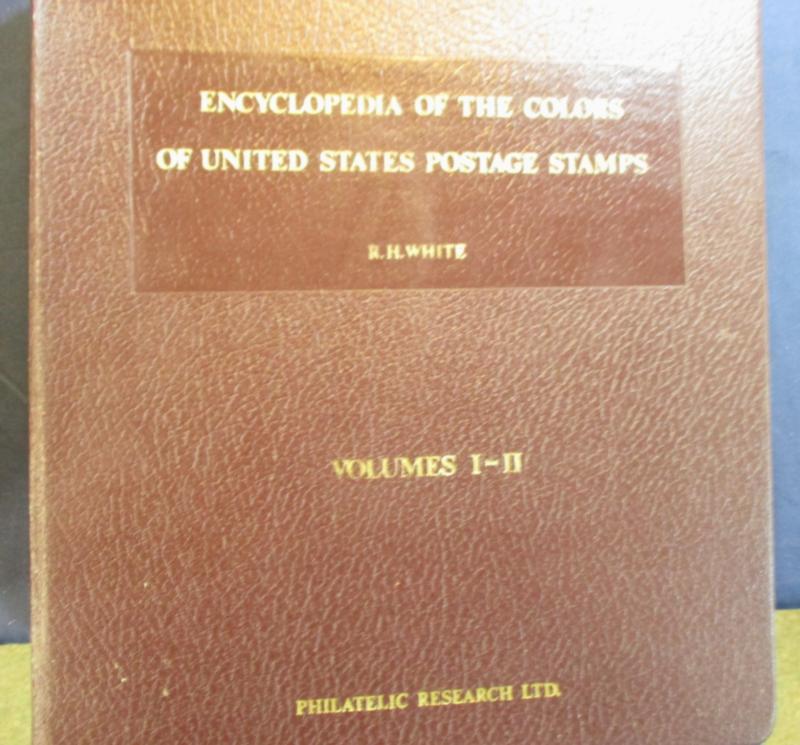 ENCYCLOPEDIA OF THE COLORS
OF UNITED STATES POSTAGE STAMPS
R.H.WHITE
VOLUMES I-II
PHILATELIC RESEARCH LTD.